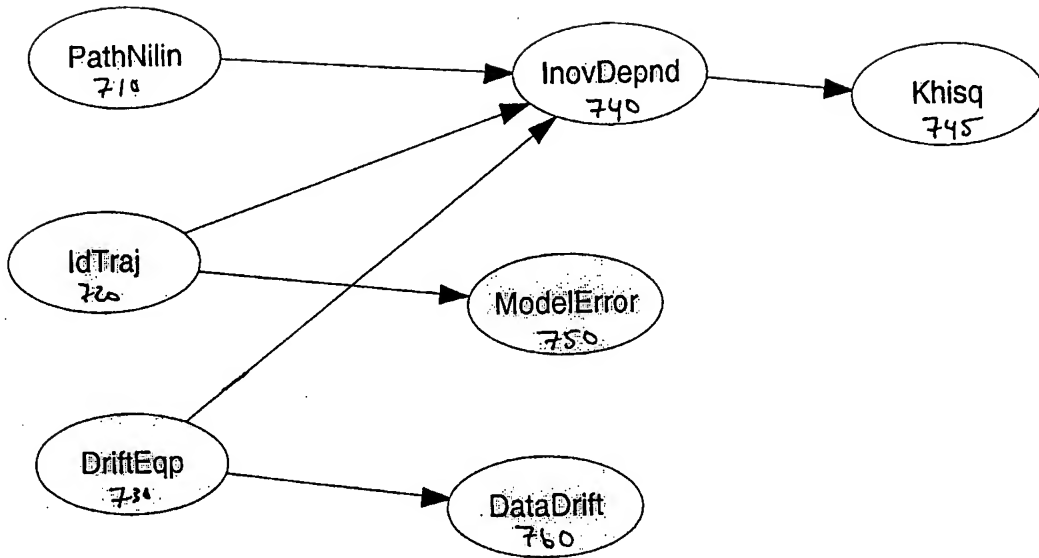 PathNilin
710
InovDepnd
740
Khisq
745
IdTraj
720
ModelError
750
DriftEqp
730
DataDrift
760